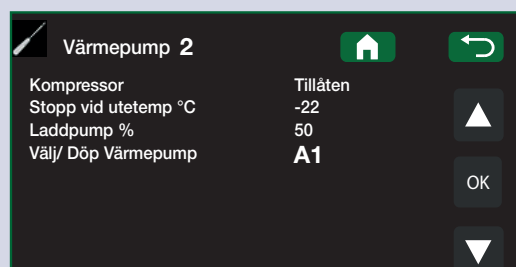 Värmepump 2
Kompressor Tillåten
Stopp vid utetemp °C -22
Laddpump % 50
Välj/ Döp Värmepump A1
OK